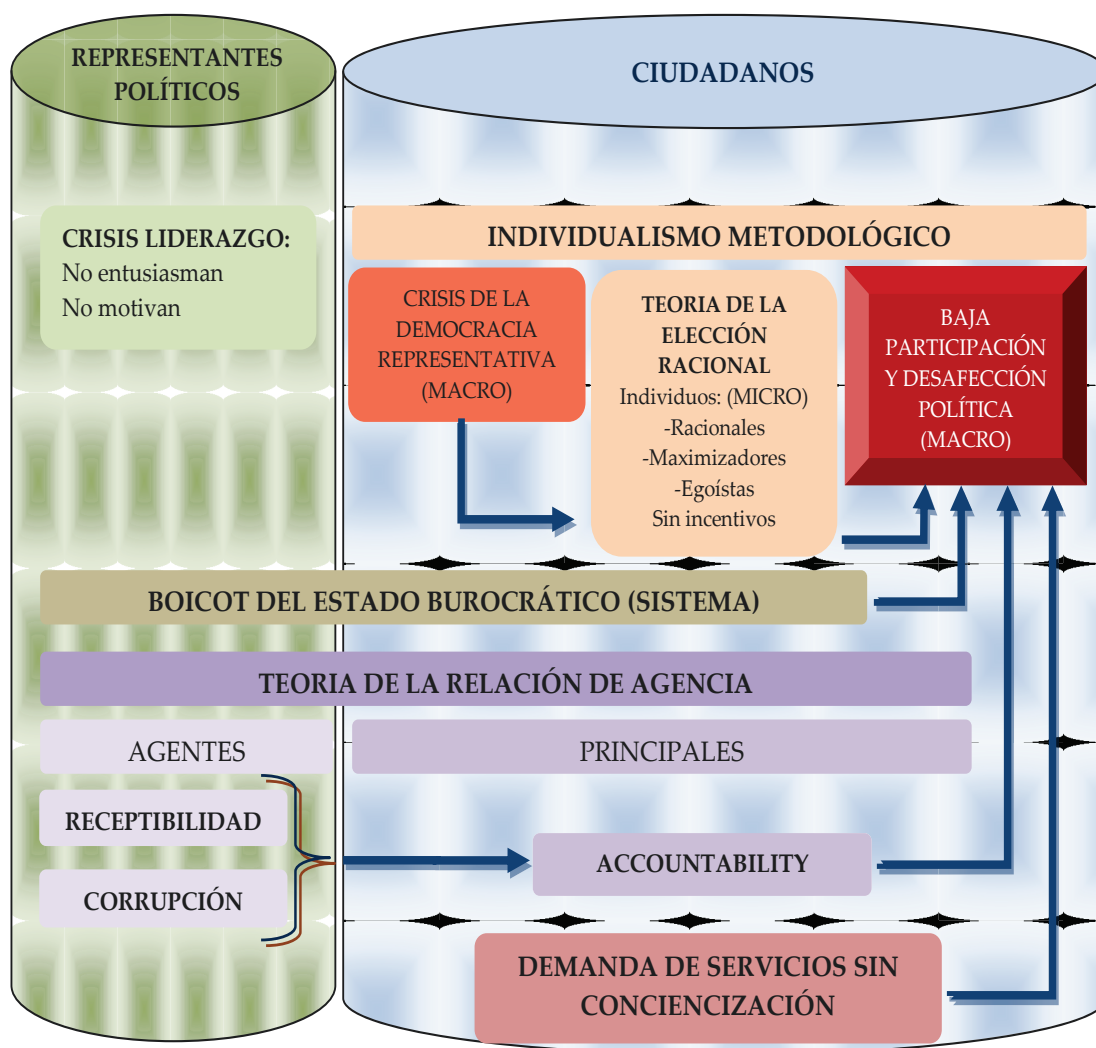 REPRESENTANTES
POLÍTICOS
CIUDADANOS
CRISIS LIDERAZGO:
No entusiasman
No motivan
INDIVIDUALISMO METODOLÓGICO
CRISIS DE LA
DEMOCRACIA
REPRESENTATIVA
(MACRO)
TEORIA DE LA
ELECCIÓN
RACIONAL
Individuos: (MICRO)
-Racionales
-Maximizadores
-Egoístas
Sin incentivos
BAJA
PARTICIPACIÓN
Y DESAFECCIÓN
POLÍTICA
(MACRO)
BOICOT DEL ESTADO BUROCRÁTICO (SISTEMA)
TEORIA DE LA RELACIÓN DE AGENCIA
AGENTES
PRINCIPALES
RECEPTIBILIDAD
CORRUPCIÓN
ACCOUNTABILITY
DEMANDA DE SERVICIOS SIN
CONCIENCIZACIÓN